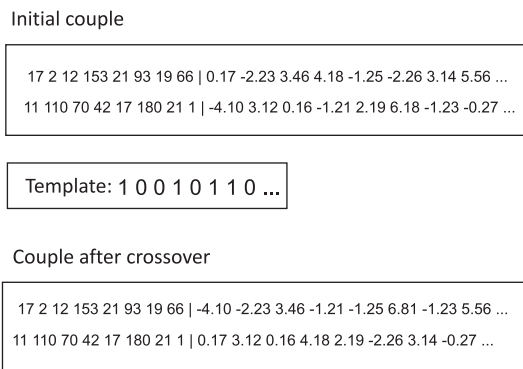 Initial couple
17 2 12 153 21 93 19 66 | 0.17 -2.23 3.46 4.18 -1.25 -2.26 3.14 5.56 ...
11 110 70 42 17 180 21 1 | -4.10 3.12 0.16 -1.21 2.19 6.18 -1.23 -0.27 ...
Template: 1 0 0 1 0 1 1 0 ...
Couple after crossover
17 2 12 153 21 93 19 66 | -4.10 -2.23 3.46 -1.21 -1.25 6.81 -1.23 5.56 ...
11 110 70 42 17 180 21 1 | 0.17 3.12 0.16 4.18 2.19 -2.26 3.14 -0.27 ...